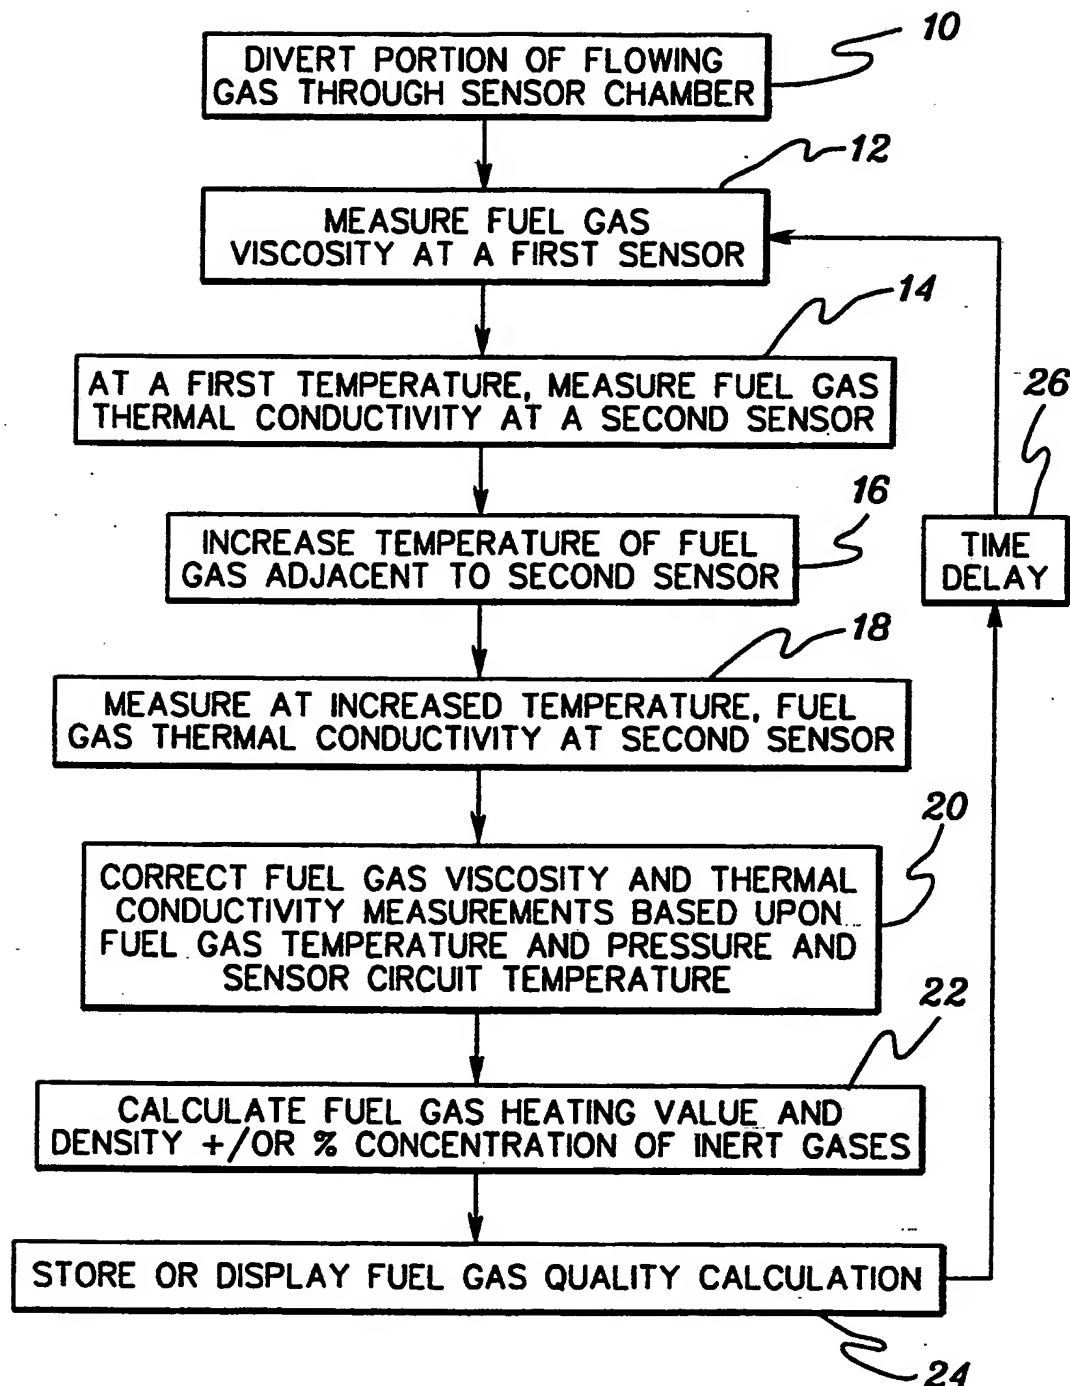 10
DIVERT PORTION OF FLOWING
GAS THROUGH SENSOR CHAMBER
12
MEASURE FUEL GAS
VISCOSITY AT A FIRST SENSOR
14
AT A FIRST TEMPERATURE, MEASURE FUEL GAS
THERMAL CONDUCTIVITY AT A SECOND SENSOR
26
16
INCREASE TEMPERATURE OF FUEL
GAS ADJACENT TO SECOND SENSOR
TIME
DELAY
18
MEASURE AT INCREASED TEMPERATURE, FUEL
GAS THERMAL CONDUCTIVITY AT SECOND SENSOR
20
CORRECT FUEL GAS VISCOSITY AND THERMAL
CONDUCTIVITY MEASUREMENTS BASED UPON
FUEL GAS TEMPERATURE AND PRESSURE AND
SENSOR CIRCUIT TEMPERATURE
22
CALCULATE FUEL GAS HEATING VALUE AND
DENSITY +/OR % CONCENTRATION OF INERT GASES
STORE OR DISPLAY FUEL GAS QUALITY CALCULATION
24